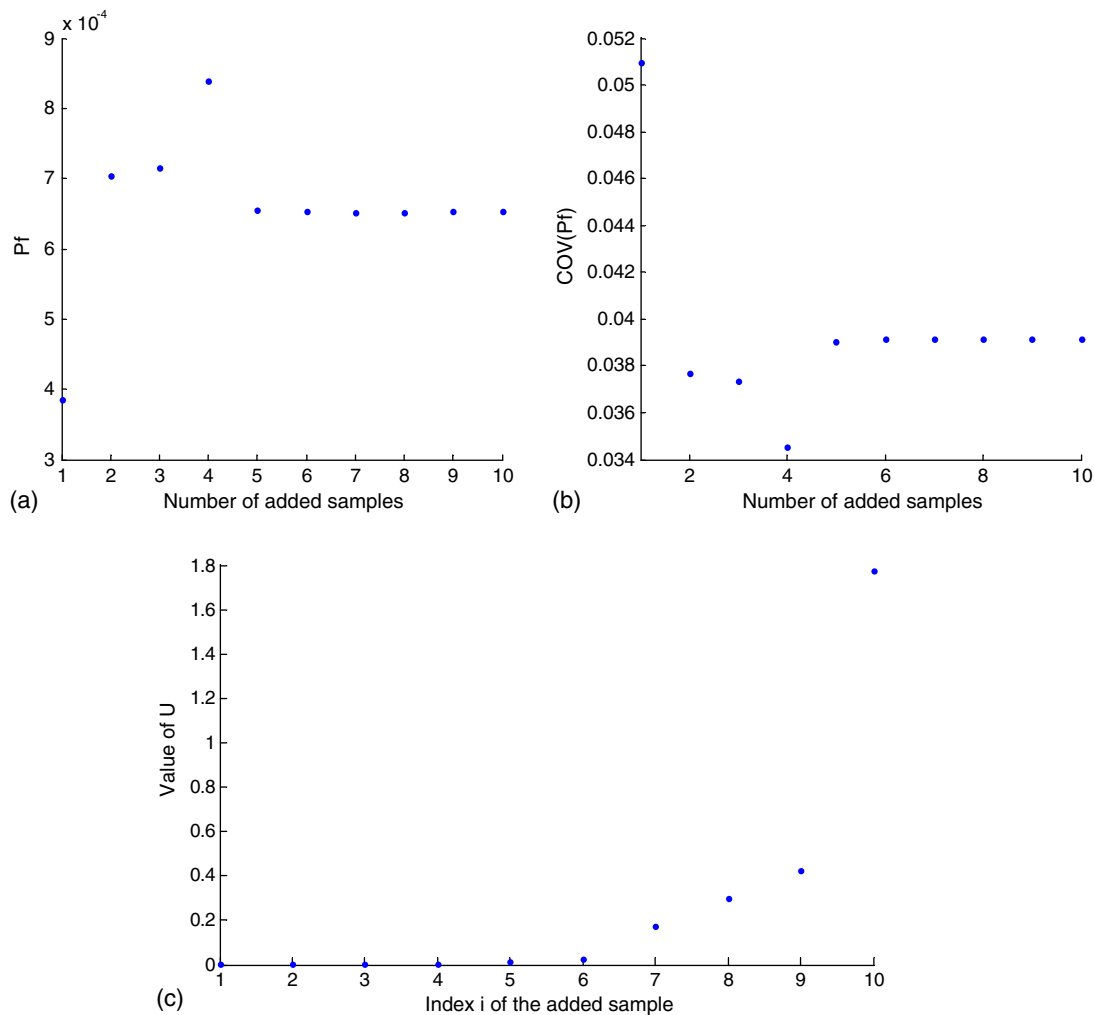 x 10-4
9
8
7
6
5
4
3
Pf
1 2 3 4 5 6 7 8 9 10
(a) Number of added samples
0.052
0.05
0.048
0.046
0.044
0.042
0.04
0.038
0.036
0.034
COV(Pf)
2 4 6 8 10
(b) Number of added samples
1.8
1.6
1.4
1.2
1
0.8
0.6
0.4
0.2
0
Value of U
1 2 3 4 5 6 7 8 9 10
(c) Index i of the added sample